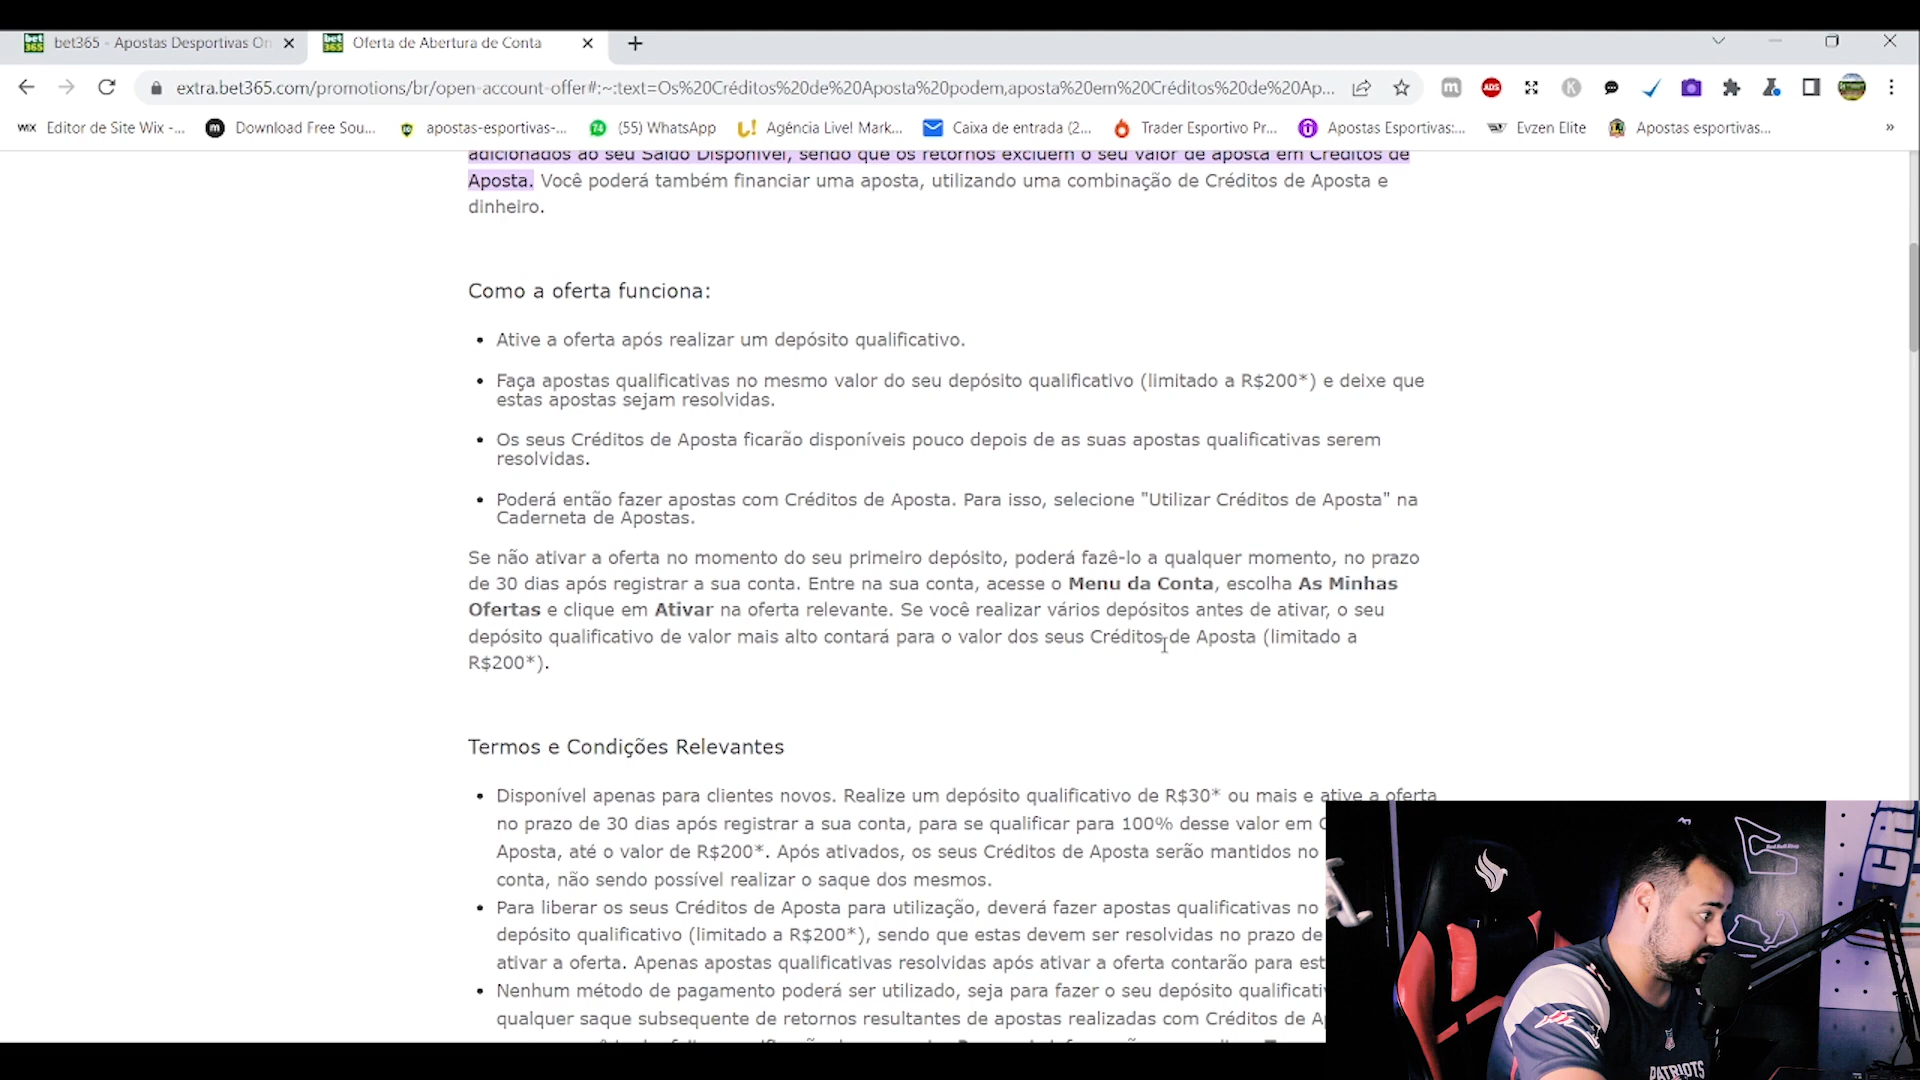 bet365 - Apostas Desportivas On
Oferta de Abertura de Conta
extra.bet365.com/promotions/br/open-account-offer#:~:text=Os%20Créditos%20de%20Aposta%20podem,aposta%20em%20Créditos%20de%20Ap...
Editor de Site Wix -...
Download Free Sou...
apostas-esportivas-...
(55) WhatsApp
Agência Live! Mark...
Caixa de entrada (2...
Trader Esportivo Pr...
Apostas Esportivas:...
Evzen Elite
Apostas esportivas...
adicionados ao seu Saldo Disponível, sendo que os retornos excluem o seu valor de aposta em Créditos de
Aposta. Você poderá também financiar uma aposta, utilizando uma combinação de Créditos de Aposta e
dinheiro.
Como a oferta funciona:
• Ative a oferta após realizar um depósito qualificativo.
• Faça apostas qualificativas no mesmo valor do seu depósito qualificativo (limitado a R$200*) e deixe que
estas apostas sejam resolvidas.
• Os seus Créditos de Aposta ficarão disponíveis pouco depois de as suas apostas qualificativas serem
resolvidas.
• Poderá então fazer apostas com Créditos de Aposta. Para isso, selecione "Utilizar Créditos de Aposta" na
Caderneta de Apostas.
Se não ativar a oferta no momento do seu primeiro depósito, poderá fazê-lo a qualquer momento, no prazo
de 30 dias após registrar a sua conta. Entre na sua conta, acesse o Menu da Conta, escolha As Minhas
Ofertas e clique em Ativar na oferta relevante. Se você realizar vários depósitos antes de ativar, o seu
depósito qualificativo de valor mais alto contará para o valor dos seus Créditos de Aposta (limitado a
R$200*).
Termos e Condições Relevantes
• Disponível apenas para clientes novos. Realize um depósito qualificativo de R$30* ou mais e ative a oferta
no prazo de 30 dias após registrar a sua conta, para se qualificar para 100% desse valor em
Aposta, até o valor de R$200*. Após ativados, os seus Créditos de Aposta serão mantidos no
conta, não sendo possível realizar o saque dos mesmos.
• Para liberar os seus Créditos de Aposta para utilização, deverá fazer apostas qualificativas no
depósito qualificativo (limitado a R$200*), sendo que estas devem ser resolvidas no prazo de
ativar a oferta. Apenas apostas qualificativas resolvidas após ativar a oferta contarão para est
• Nenhum método de pagamento poderá ser utilizado, seja para fazer o seu depósito qualificati
qualquer saque subsequente de retornos resultantes de apostas realizadas com Créditos de A
PATRIOTS